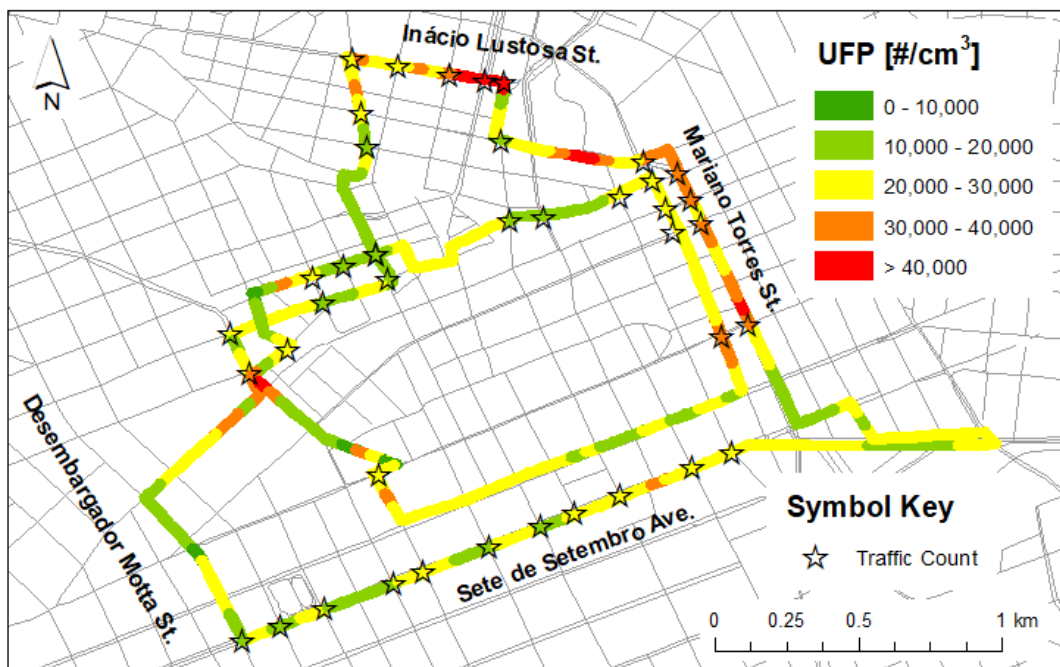 Inácio Lustosa St.
N
UFP [#/cm³]
0 - 10,000
10,000 - 20,000
20,000 - 30,000
30,000 - 40,000
> 40,000
Mariano Torres St.
Desembargador Motta St.
Sete de Setembro Ave.
Symbol Key
Traffic Count
0 0.25 0.5 1 km